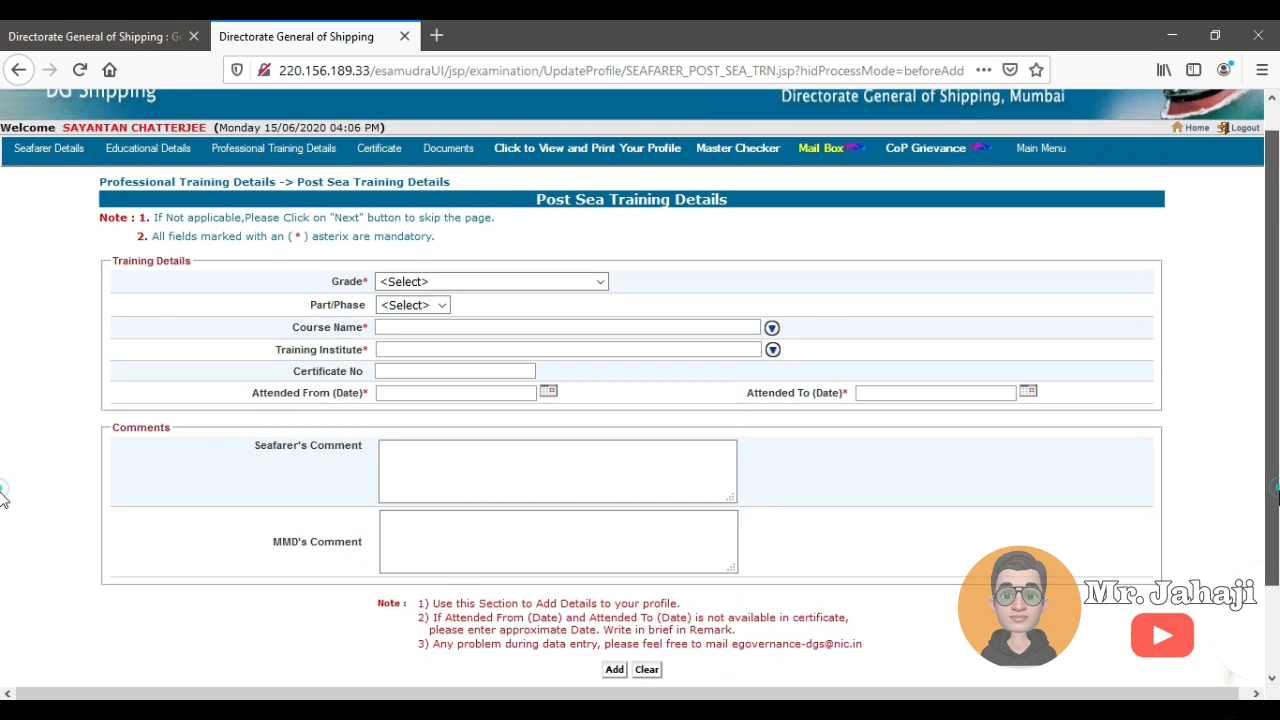 Directorate General of Shipping : Go
Directorate General of Shipping
220.156.189.33/esamudraUI/jsp/examination/UpdateProfile/SEAFARER_POST_SEA_TRN.jsp?hidProcessMode=beforeAdd
DG Shipping
Directorate General of Shipping, Mumbai
Welcome SAYANTAN CHATTERJEE (Monday 15/06/2020 04:06 PM)
Home Logout
Seafarer Details Educational Details Professional Training Details Certificate Documents Click to View and Print Your Profile Master Checker Mail Box CoP Grievance Main Menu
Professional Training Details -> Post Sea Training Details
Post Sea Training Details
Note : 1. If Not applicable,Please Click on "Next" button to skip the page.
2. All fields marked with an ( * ) asterix are mandatory.
Training Details
Grade* <Select>
Part/Phase <Select>
Course Name*
Training Institute*
Certificate No
Attended From (Date)* Attended To (Date)*
Comments
Seafarer's Comment
MMD's Comment
Note : 1) Use this Section to Add Details to your profile.
2) If Attended From (Date) and Attended To (Date) is not available in certificate,
please enter approximate Date. Write in brief in Remark.
3) Any problem during data entry, please feel free to mail egovernance-dgs@nic.in
Mr. Jahaji
Add Clear